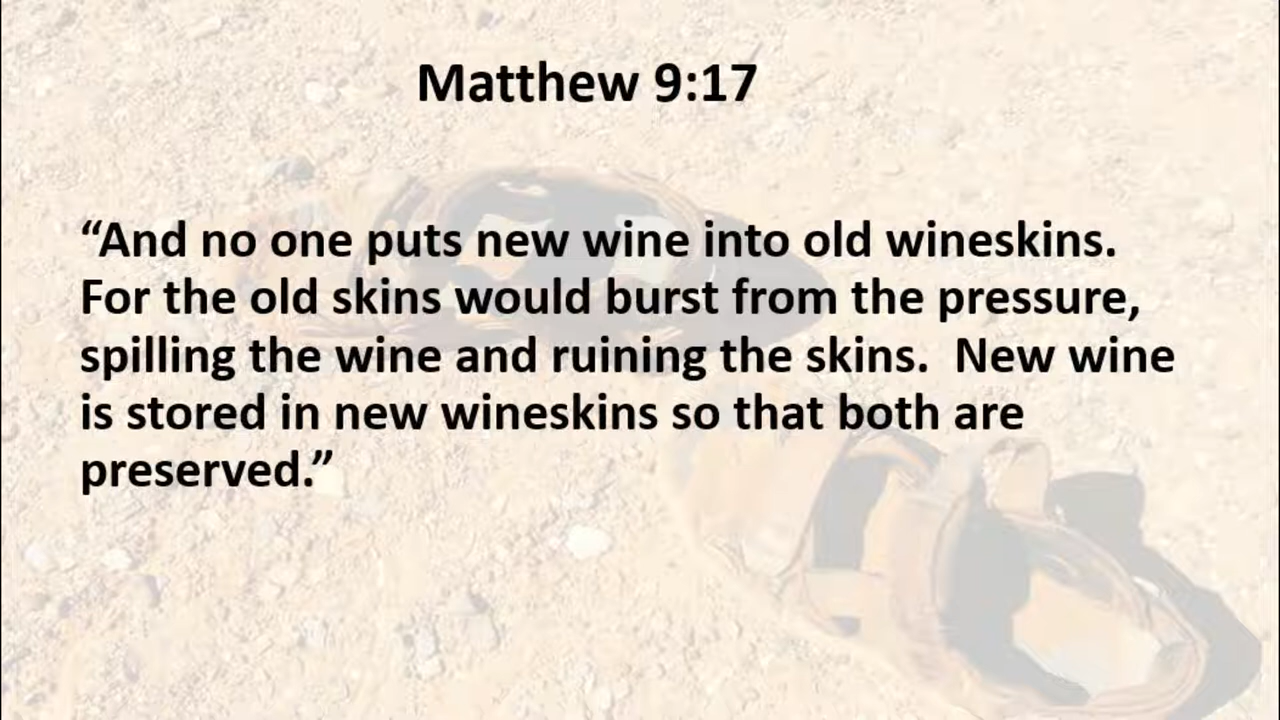 Matthew 9:17
“And no one puts new wine into old wineskins.
For the old skins would burst from the pressure,
spilling the wine and ruining the skins.  New wine
is stored in new wineskins so that both are
preserved.”